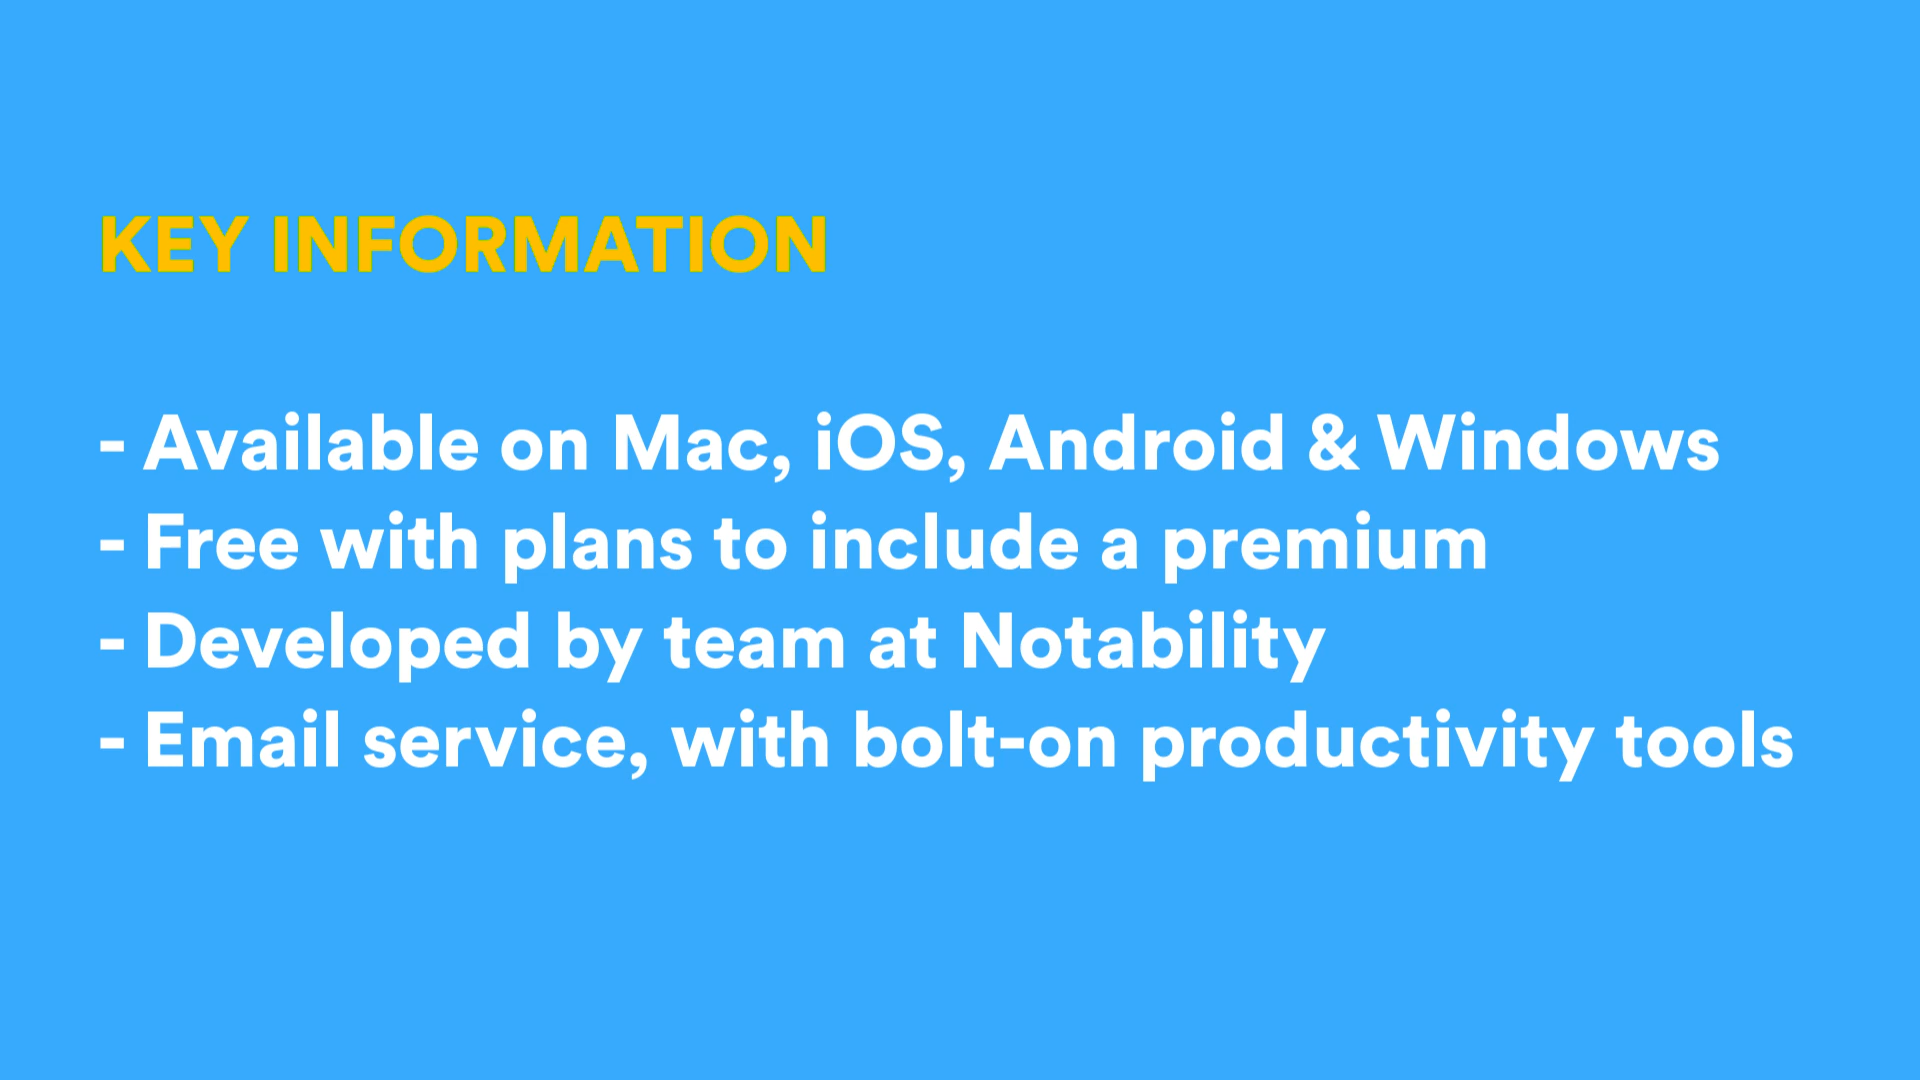 KEY INFORMATION
- Available on Mac, iOS, Android & Windows
- Free with plans to include a premium
- Developed by team at Notability
- Email service, with bolt-on productivity tools